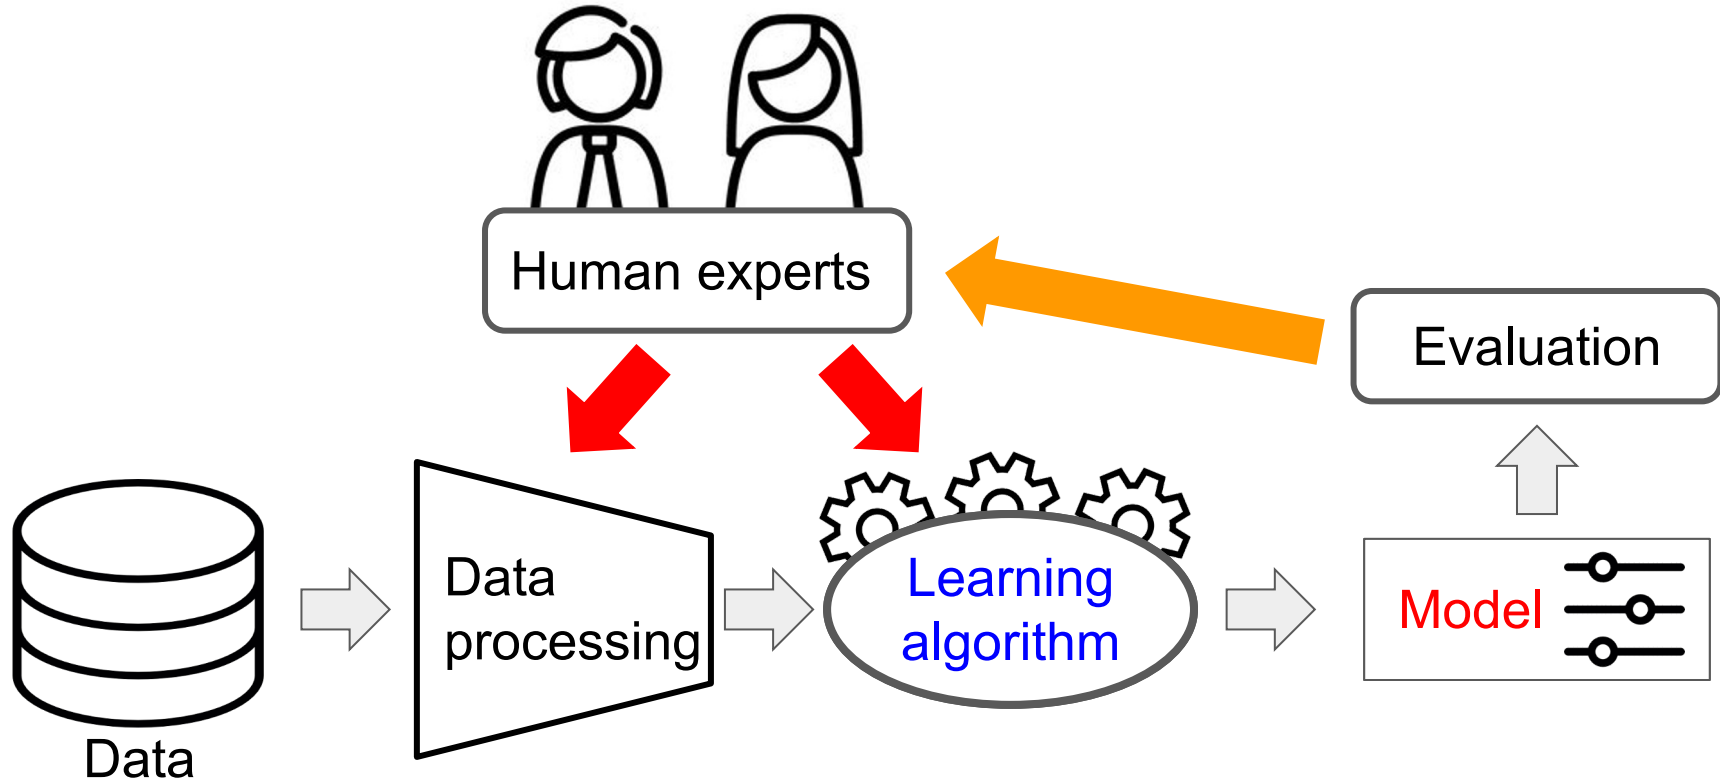 Human experts
Evaluation
Data
processing
Learning
algorithm
Model
Data